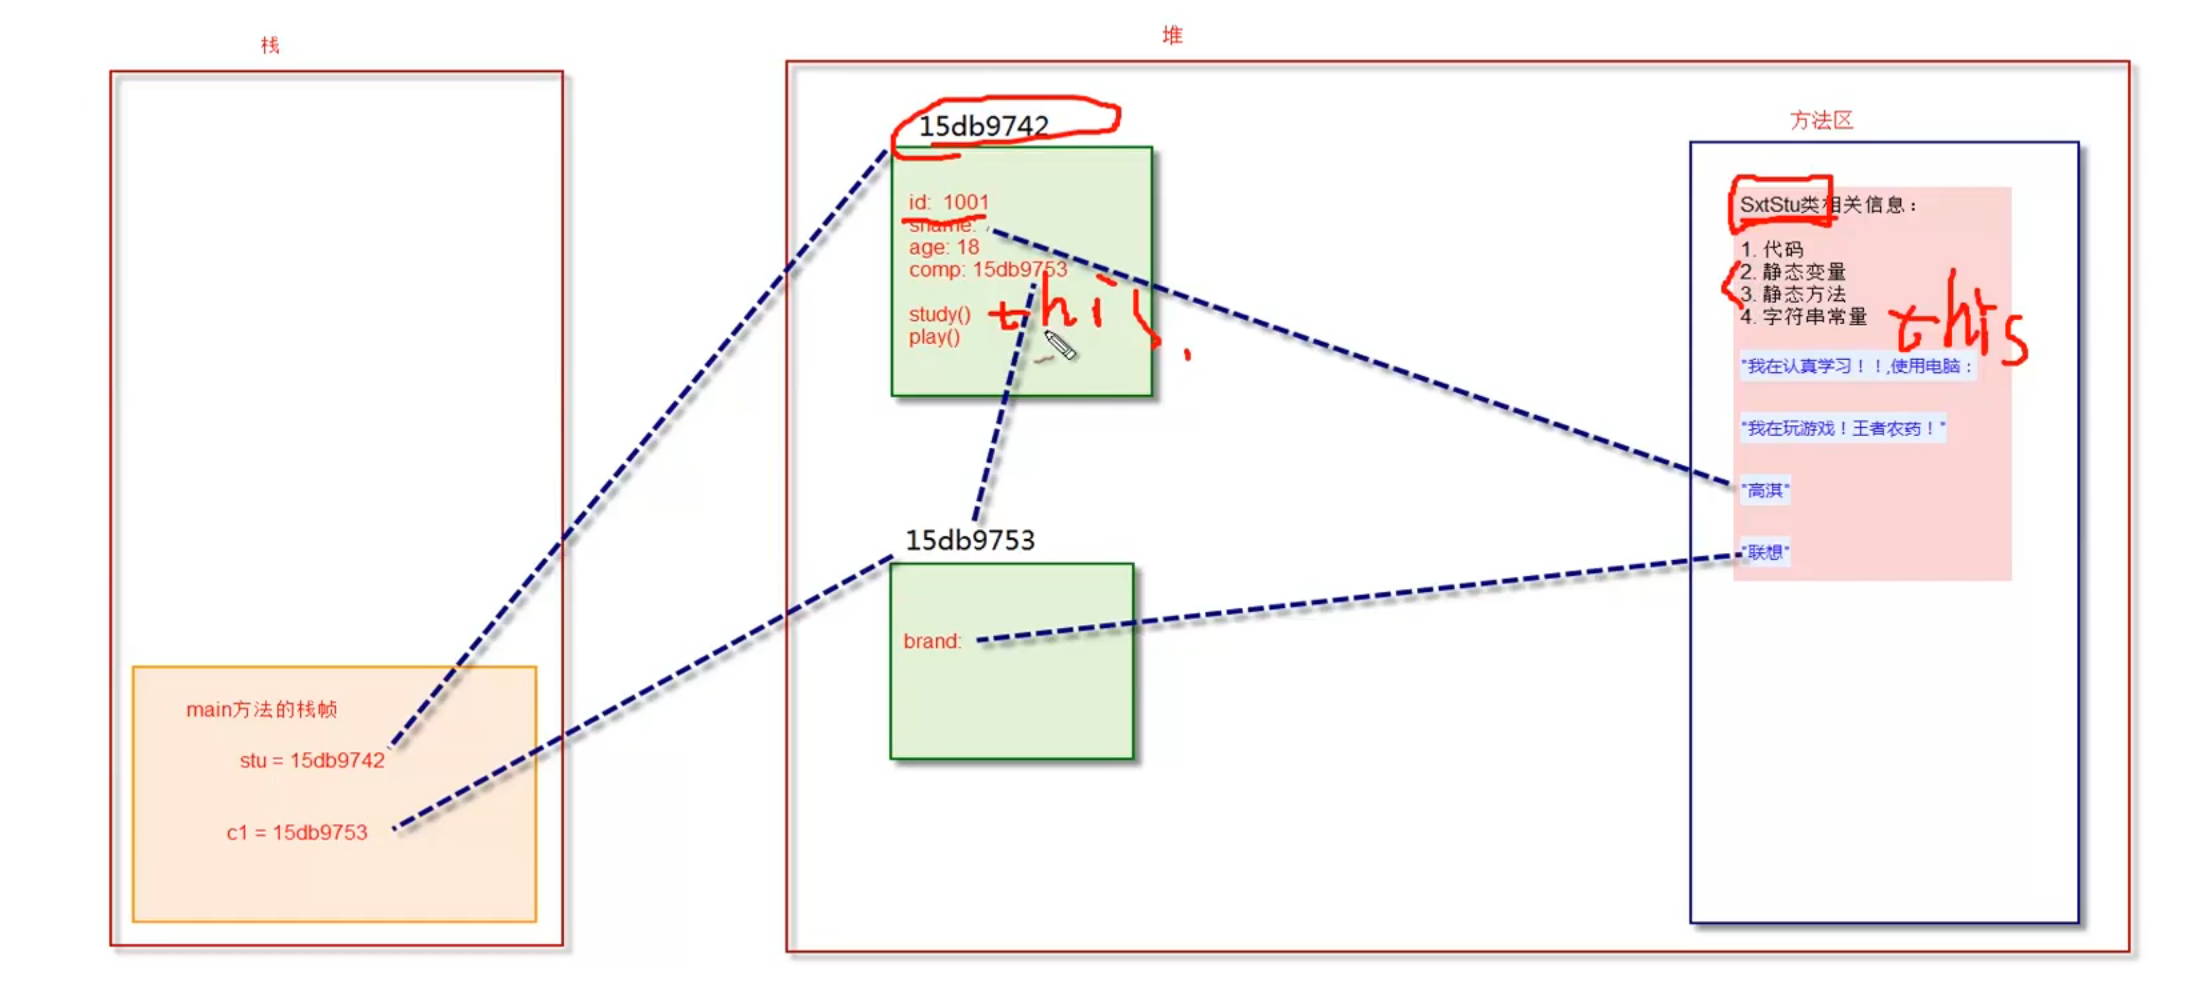 栈
main方法的栈帧
stu = 15db9742
c1 = 15db9753
堆
15db9742
id: 1001
sname:
age: 18
comp: 15db9753
study()
play()
this
15db9753
brand:
方法区
SxtStu类相关信息：
1. 代码
2. 静态变量
3. 静态方法
4. 字符串常量
this
"我在认真学习！！,使用电脑：
"我在玩游戏！王者农药！"
"高淇"
"联想"